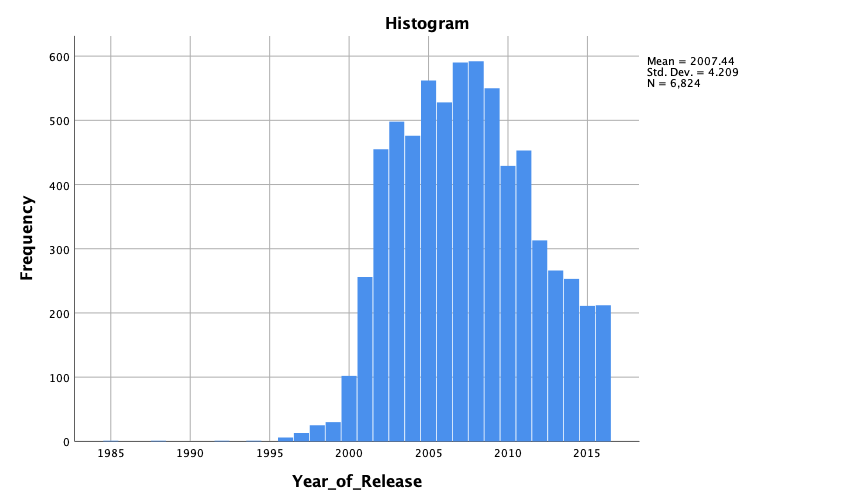 Histogram
Mean = 2007.44
Std. Dev. = 4.209
N = 6,824
600
500
400
300
200
100
0
Frequency
1985 1990 1995 2000 2005 2010 2015
Year_of_Release